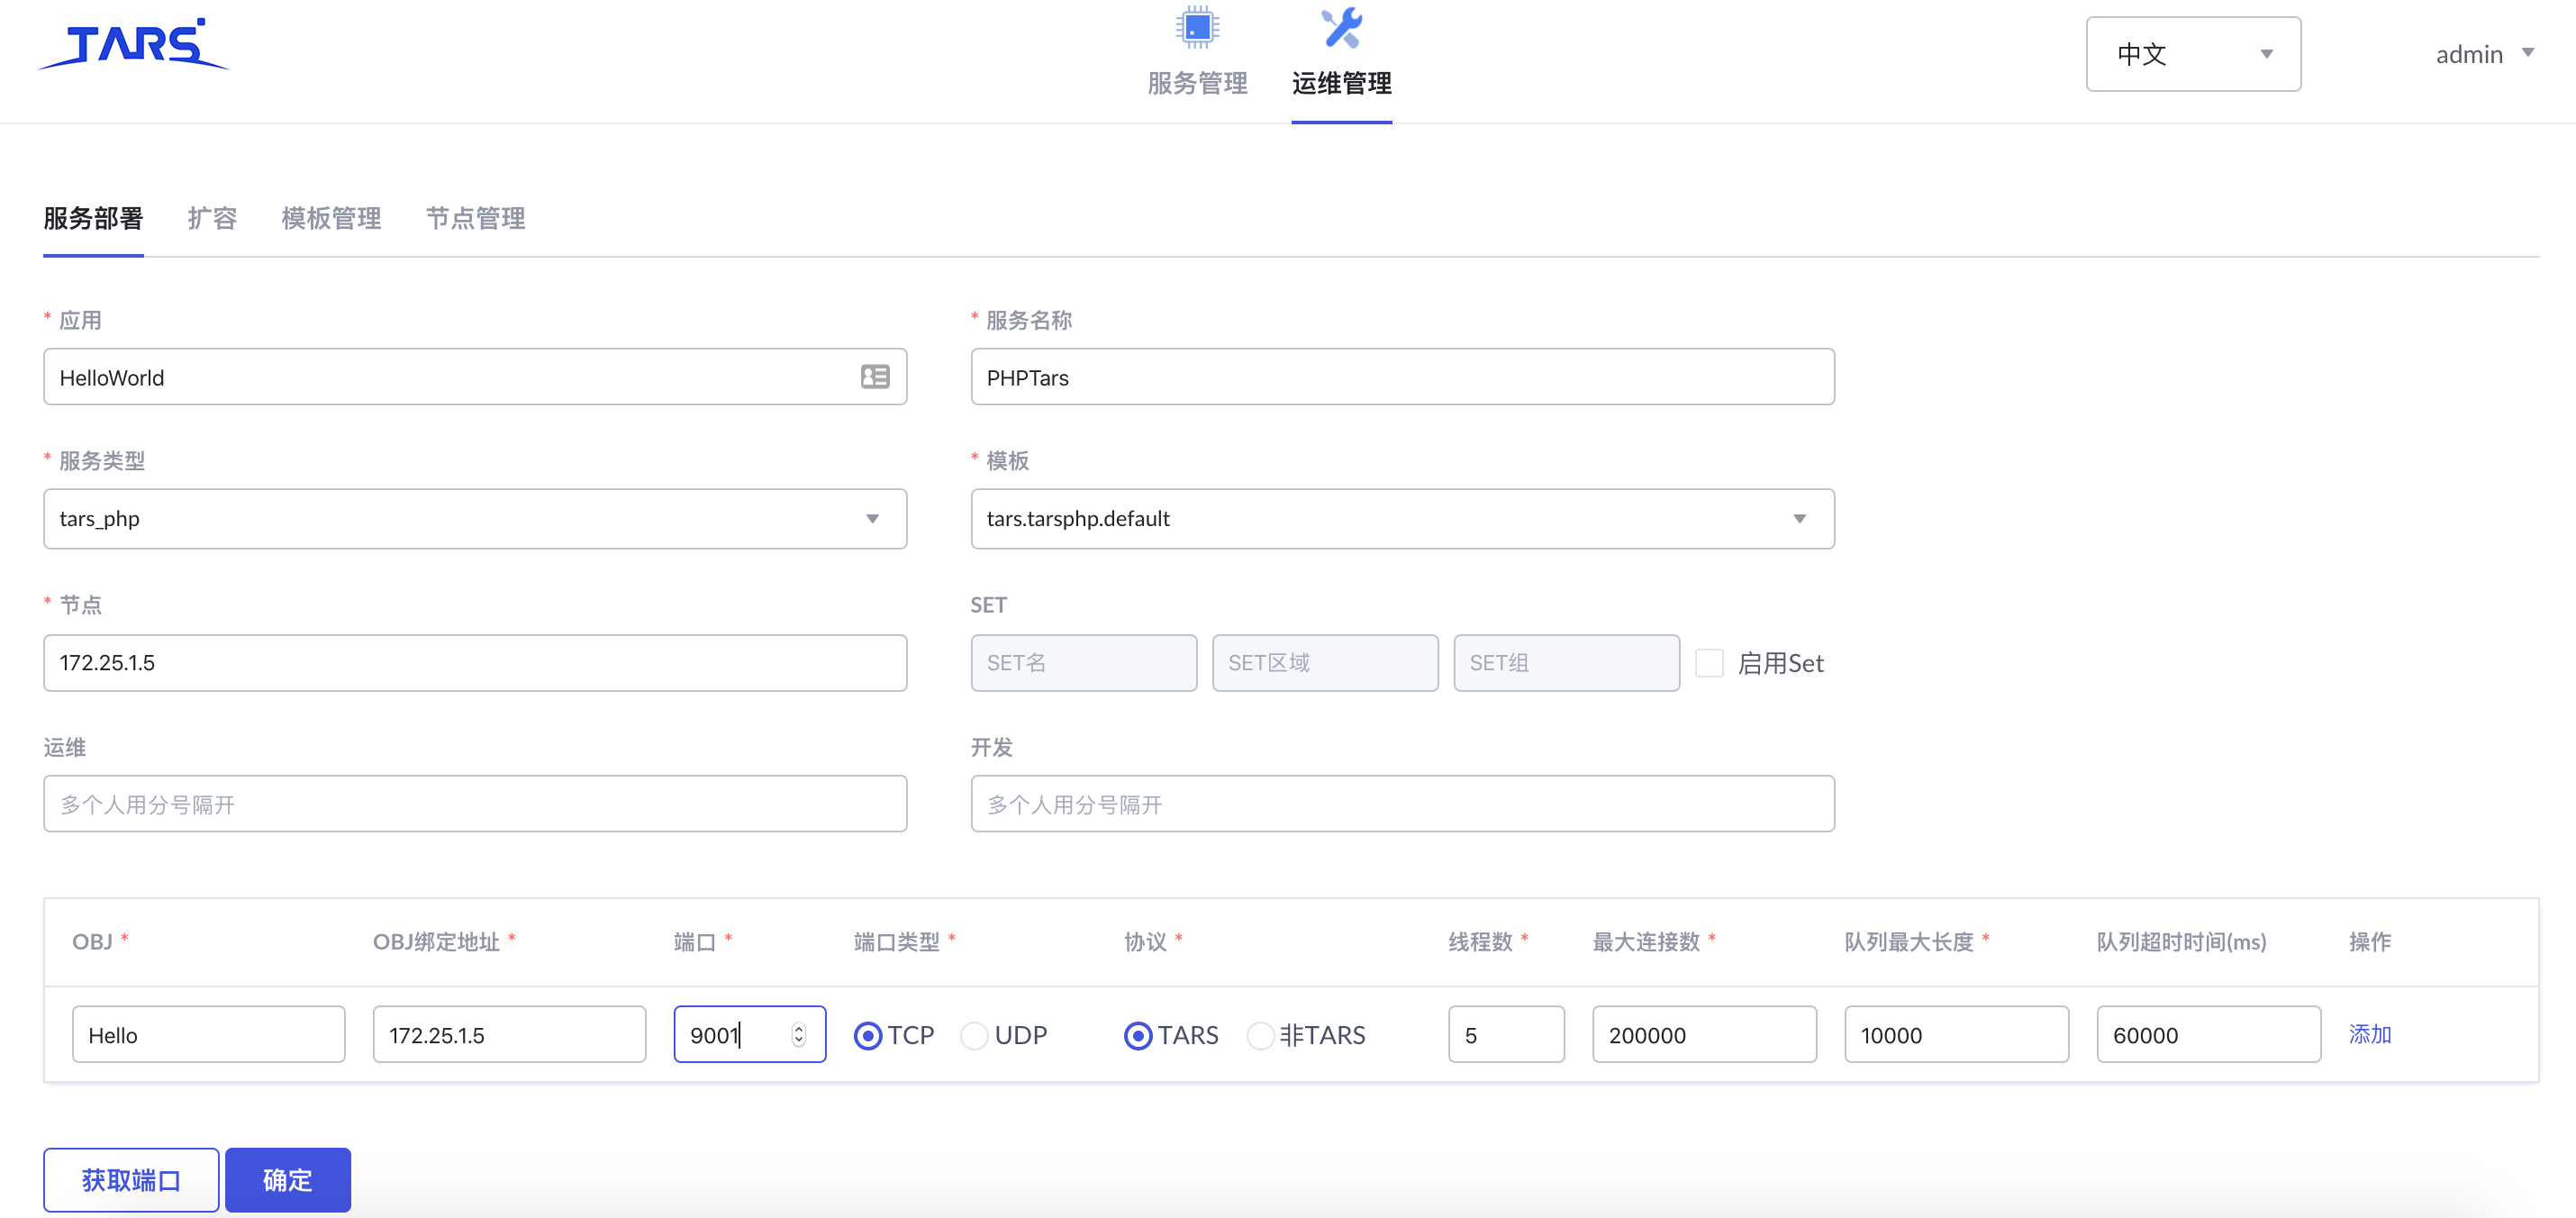 TARS
服务管理 运维管理
中文
admin
服务部署 扩容 模板管理 节点管理
* 应用
* 服务名称
HelloWorld
PHPTars
* 服务类型
* 模板
tars_php
tars.tarsphp.default
* 节点
SET
172.25.1.5
SET名 SET区域 SET组 启用Set
运维
开发
多个人用分号隔开
多个人用分号隔开
OBJ * OBJ绑定地址 * 端口 * 端口类型 * 协议 * 线程数 * 最大连接数 * 队列最大长度 * 队列超时时间(ms) 操作
Hello 172.25.1.5 9001 TCP UDP TARS 非TARS 5 200000 10000 60000 添加
获取端口 确定